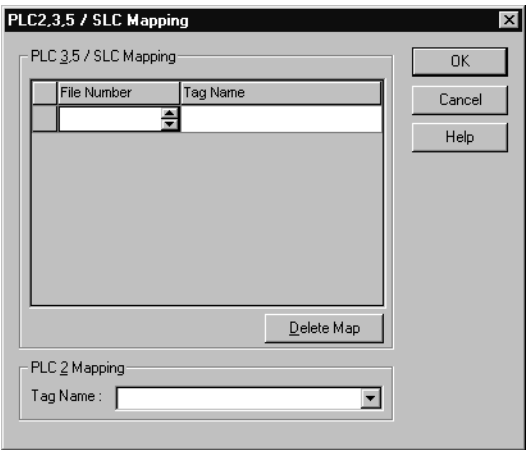 PLC2,3,5 / SLC Mapping
PLC 3,5 / SLC Mapping
File Number Tag Name
Delete Map
PLC 2 Mapping
Tag Name :
OK
Cancel
Help